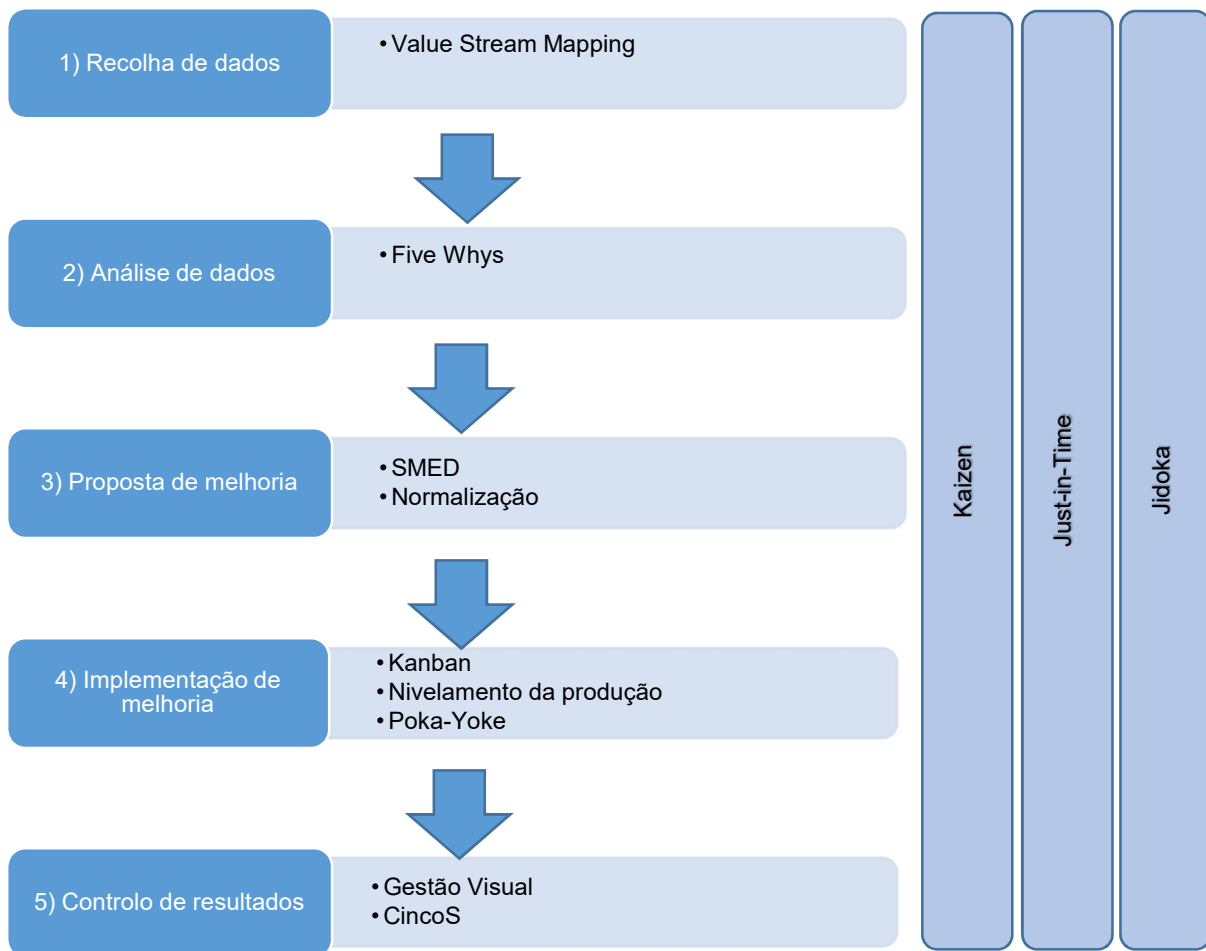 1) Recolha de dados
• Value Stream Mapping
2) Análise de dados
• Five Whys
3) Proposta de melhoria
• SMED
• Normalização
4) Implementação de
melhoria
• Kanban
• Nivelamento da produção
• Poka-Yoke
5) Controlo de resultados
• Gestão Visual
• CincoS
Kaizen
Just-in-Time
Jidoka